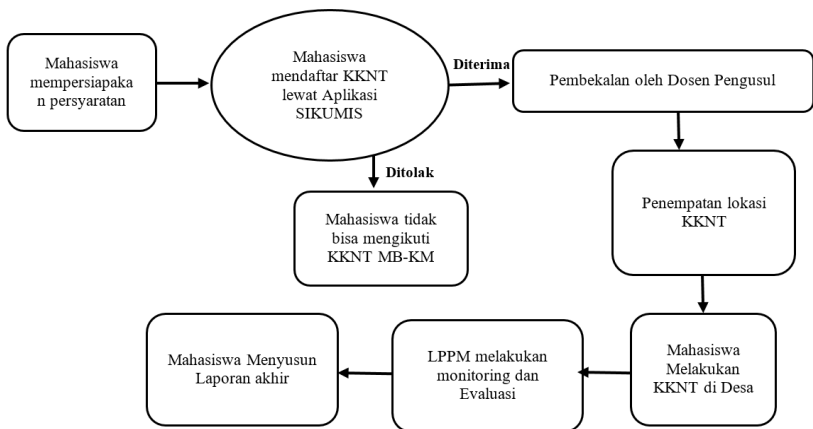 Mahasiswa
mempersiapaka
n persyaratan
Mahasiswa
mendaftar KKNT
lewat Aplikasi
SIKUMIS
Diterima
Pembekalan oleh Dosen Pengusul
Ditolak
Mahasiswa tidak
bisa mengikuti
KKNT MB-KM
Penempatan lokasi
KKNT
Mahasiswa
Melakukan
KKNT di Desa
LPPM melakukan
monitoring dan
Evaluasi
Mahasiswa Menyusun
Laporan akhir